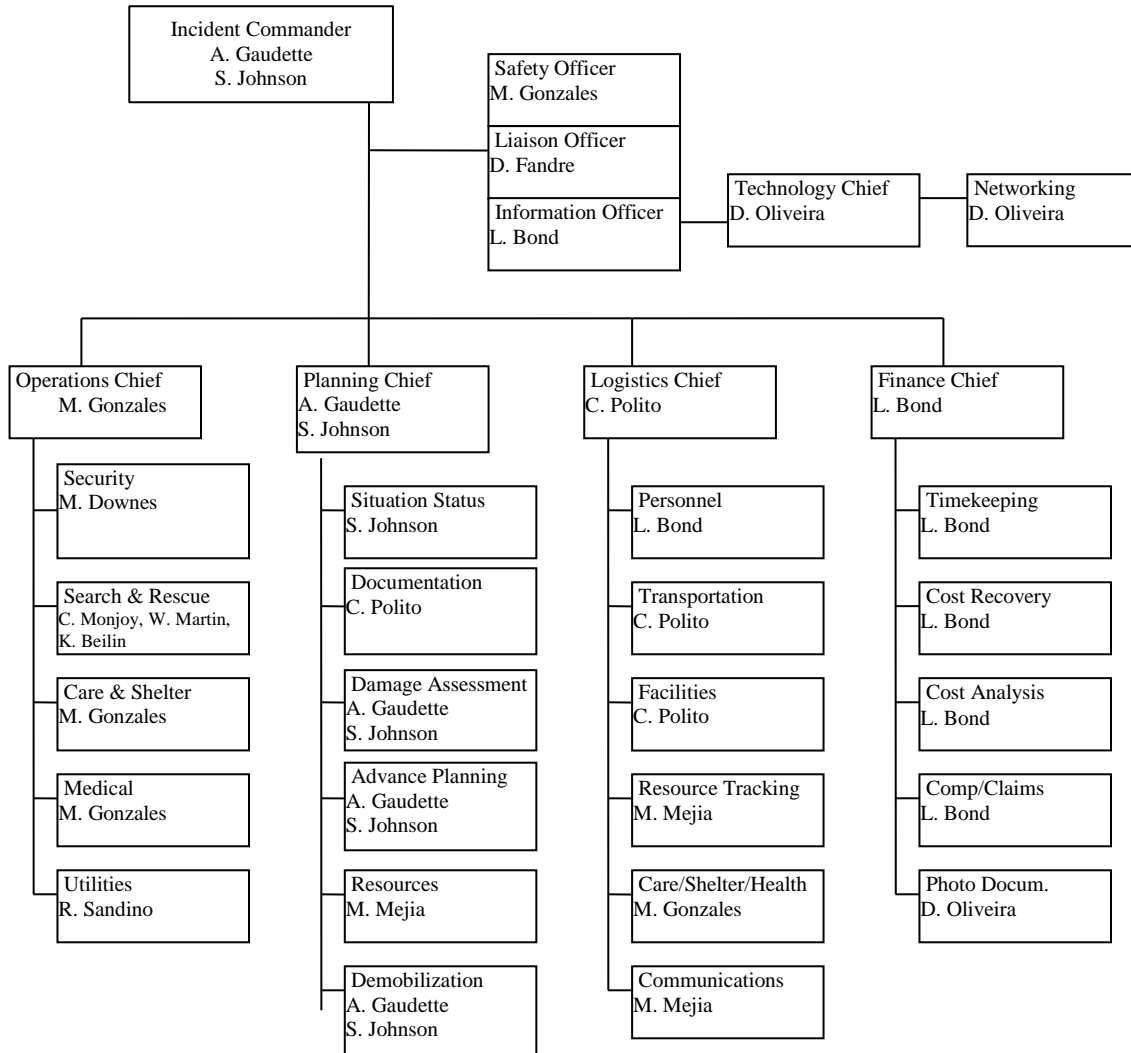 Incident Commander
A. Gaudette
S. Johnson
Safety Officer
M. Gonzales
Liaison Officer
D. Fandre
Information Officer
L. Bond
Technology Chief
D. Oliveira
Networking
D. Oliveira
Operations Chief
M. Gonzales
Security
M. Downes
Search & Rescue
C. Monjoy, W. Martin,
K. Beilin
Care & Shelter
M. Gonzales
Medical
M. Gonzales
Utilities
R. Sandino
Planning Chief
A. Gaudette
S. Johnson
Situation Status
S. Johnson
Documentation
C. Polito
Damage Assessment
A. Gaudette
S. Johnson
Advance Planning
A. Gaudette
S. Johnson
Resources
M. Mejia
Demobilization
A. Gaudette
S. Johnson
Logistics Chief
C. Polito
Personnel
L. Bond
Transportation
C. Polito
Facilities
C. Polito
Resource Tracking
M. Mejia
Care/Shelter/Health
M. Gonzales
Communications
M. Mejia
Finance Chief
L. Bond
Timekeeping
L. Bond
Cost Recovery
L. Bond
Cost Analysis
L. Bond
Comp/Claims
L. Bond
Photo Docum.
D. Oliveira